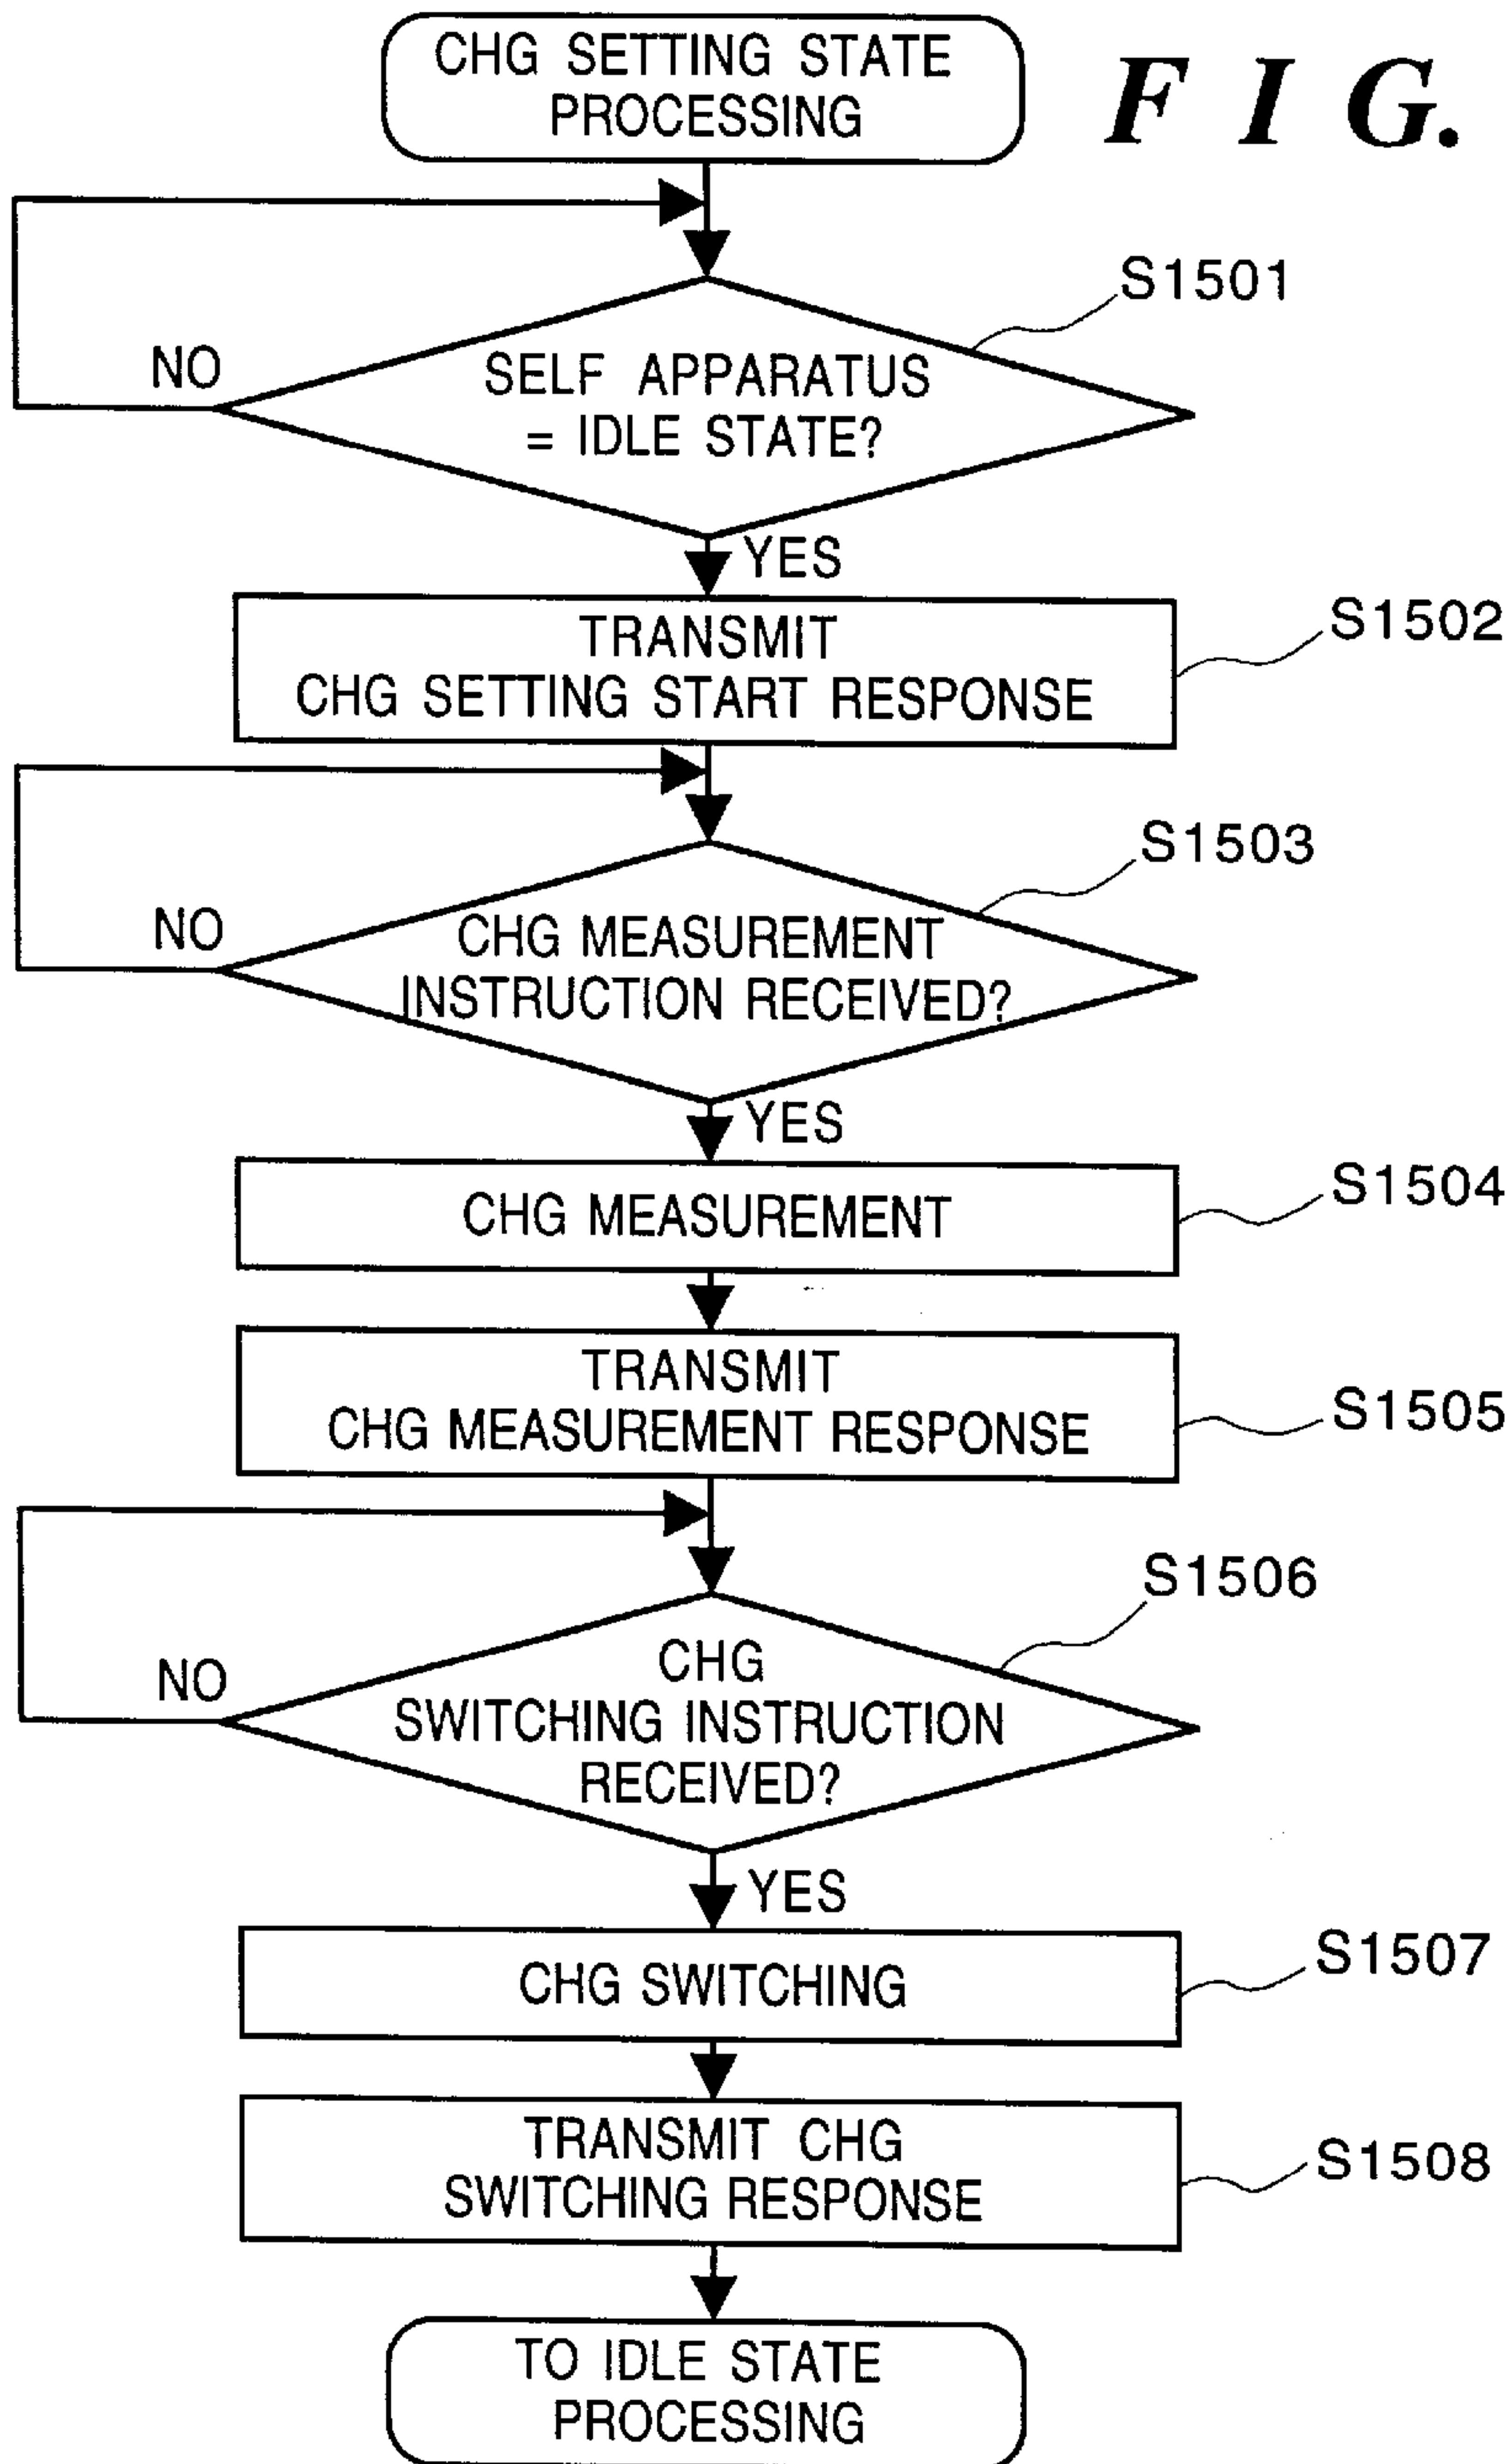 CHG SETTING STATE
PROCESSING
F I G.
S1501
NO
SELF APPARATUS
= IDLE STATE?
YES
TRANSMIT
CHG SETTING START RESPONSE
S1502
S1503
NO
CHG MEASUREMENT
INSTRUCTION RECEIVED?
YES
CHG MEASUREMENT
S1504
TRANSMIT
CHG MEASUREMENT RESPONSE
S1505
S1506
NO
CHG
SWITCHING INSTRUCTION
RECEIVED?
YES
CHG SWITCHING
S1507
TRANSMIT CHG
SWITCHING RESPONSE
S1508
TO IDLE STATE
PROCESSING